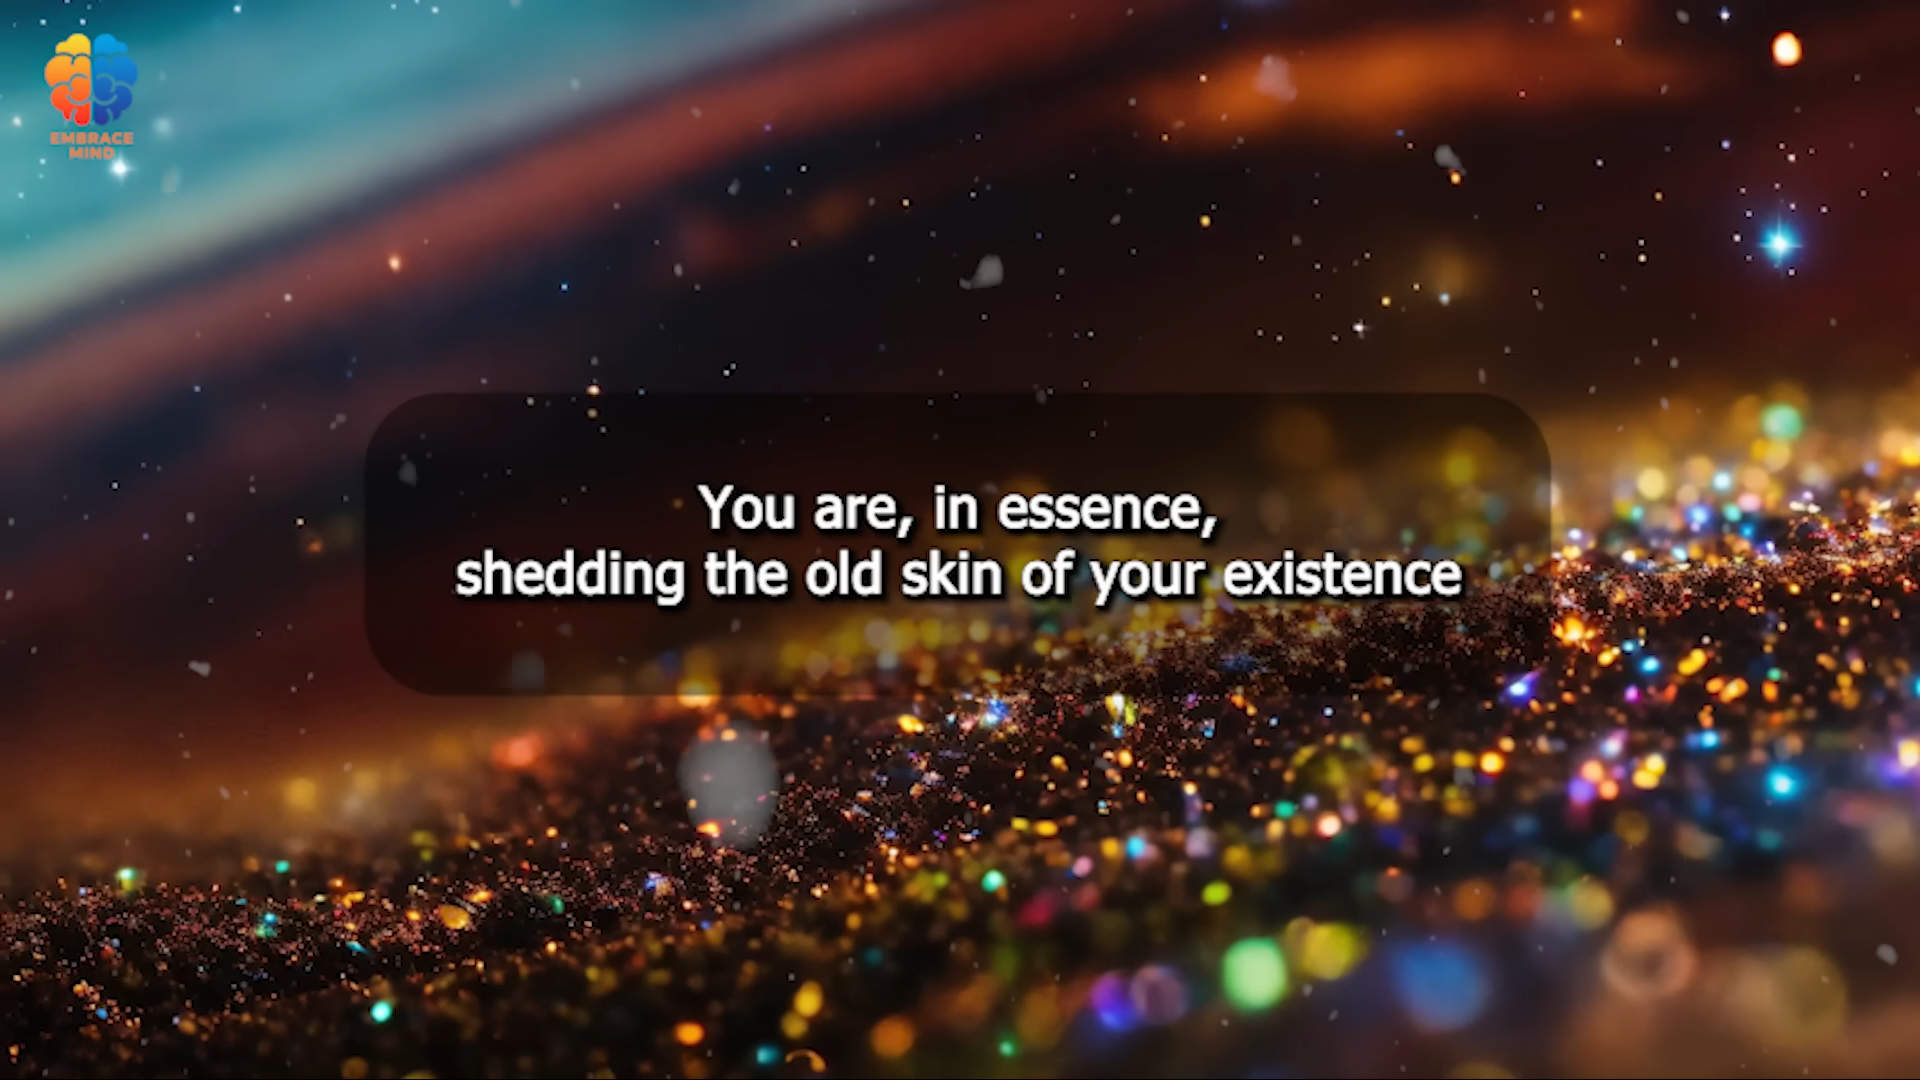 EMBRACE
MIND
You are, in essence,
shedding the old skin of your existence